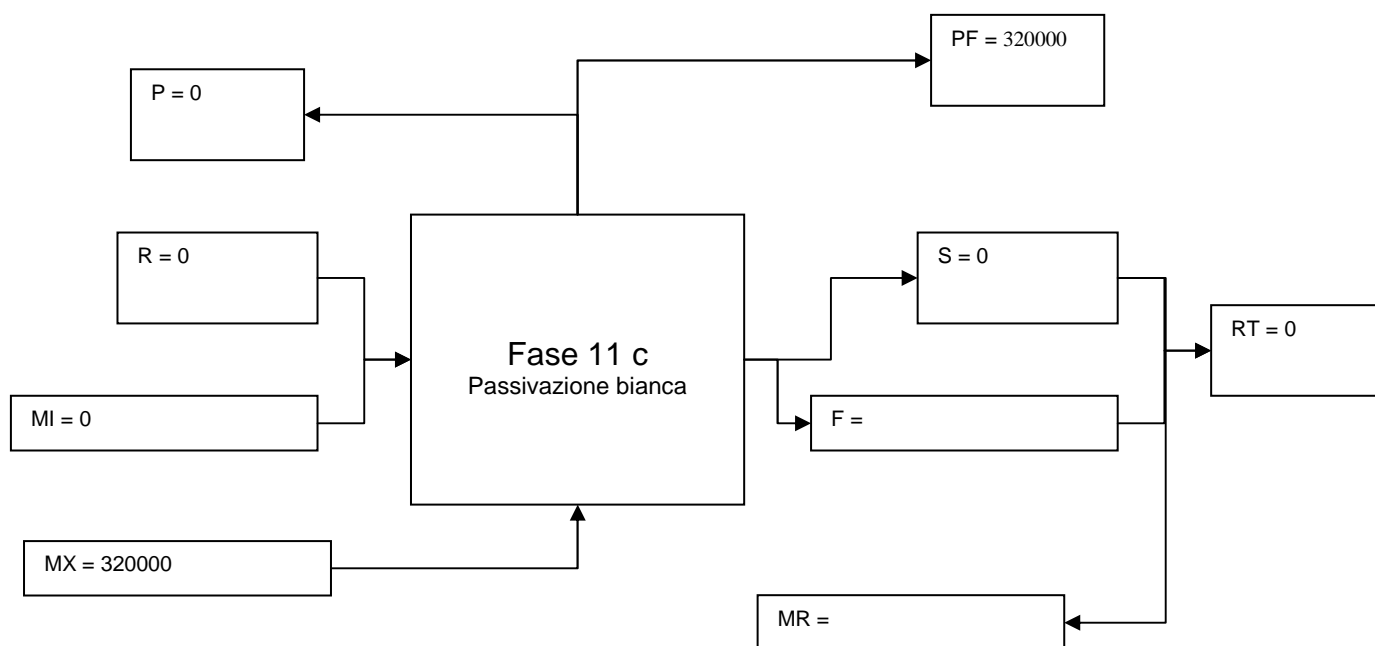 PF = 320000
P = 0
R = 0
S = 0
RT = 0
Fase 11 c
Passivazione bianca
MI = 0
F =
MX = 320000
MR =